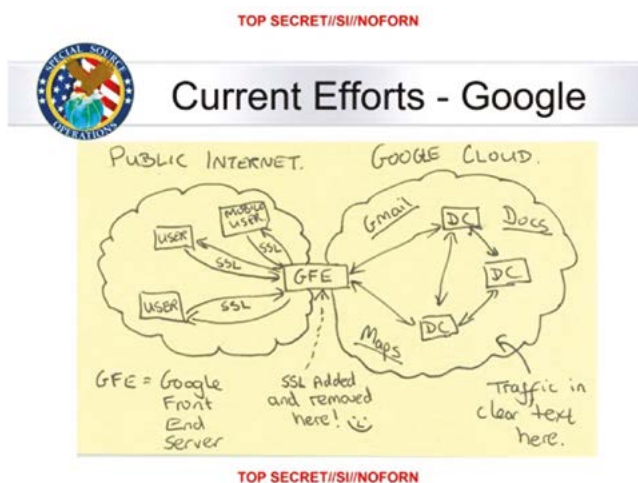 TOP SECRET//SI//NOFORN
SPECIAL SOURCE
OPERATIONS
Current Efforts - Google
PUBLIC INTERNET.
GOOGLE CLOUD.
MOBILE
USER
Gmail
DC
Docs
USER
SSL
SSL
GFE
DC
USER
SSL
Maps
DC
GFE = Google
Front
End
Server
SSL Added
and removed
here!
Traffic in
clear text
here.
TOP SECRET//SI//NOFORN